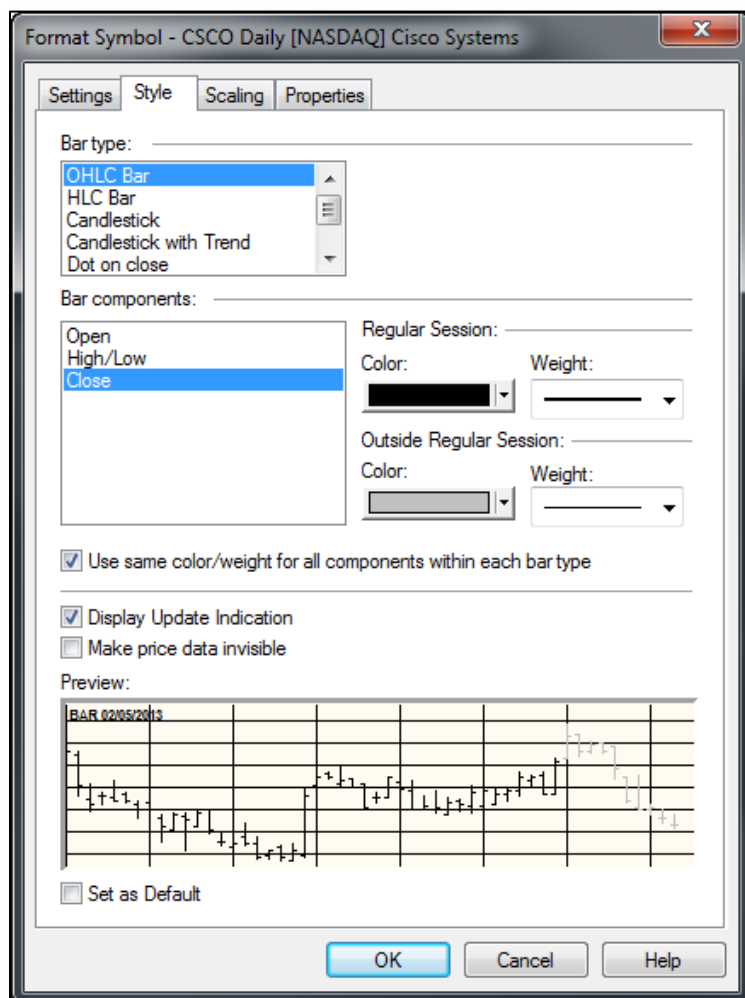 Format Symbol - CSCO Daily [NASDAQ] Cisco Systems
Settings Style Scaling Properties
Bar type:
OHLC Bar
HLC Bar
Candlestick
Candlestick with Trend
Dot on close
Bar components:
Open
High/Low
Close
Regular Session:
Color: Weight:
Outside Regular Session:
Color: Weight:
Use same color/weight for all components within each bar type
Display Update Indication
Make price data invisible
Preview:
BAR 02/05/2013
Set as Default
OK Cancel Help